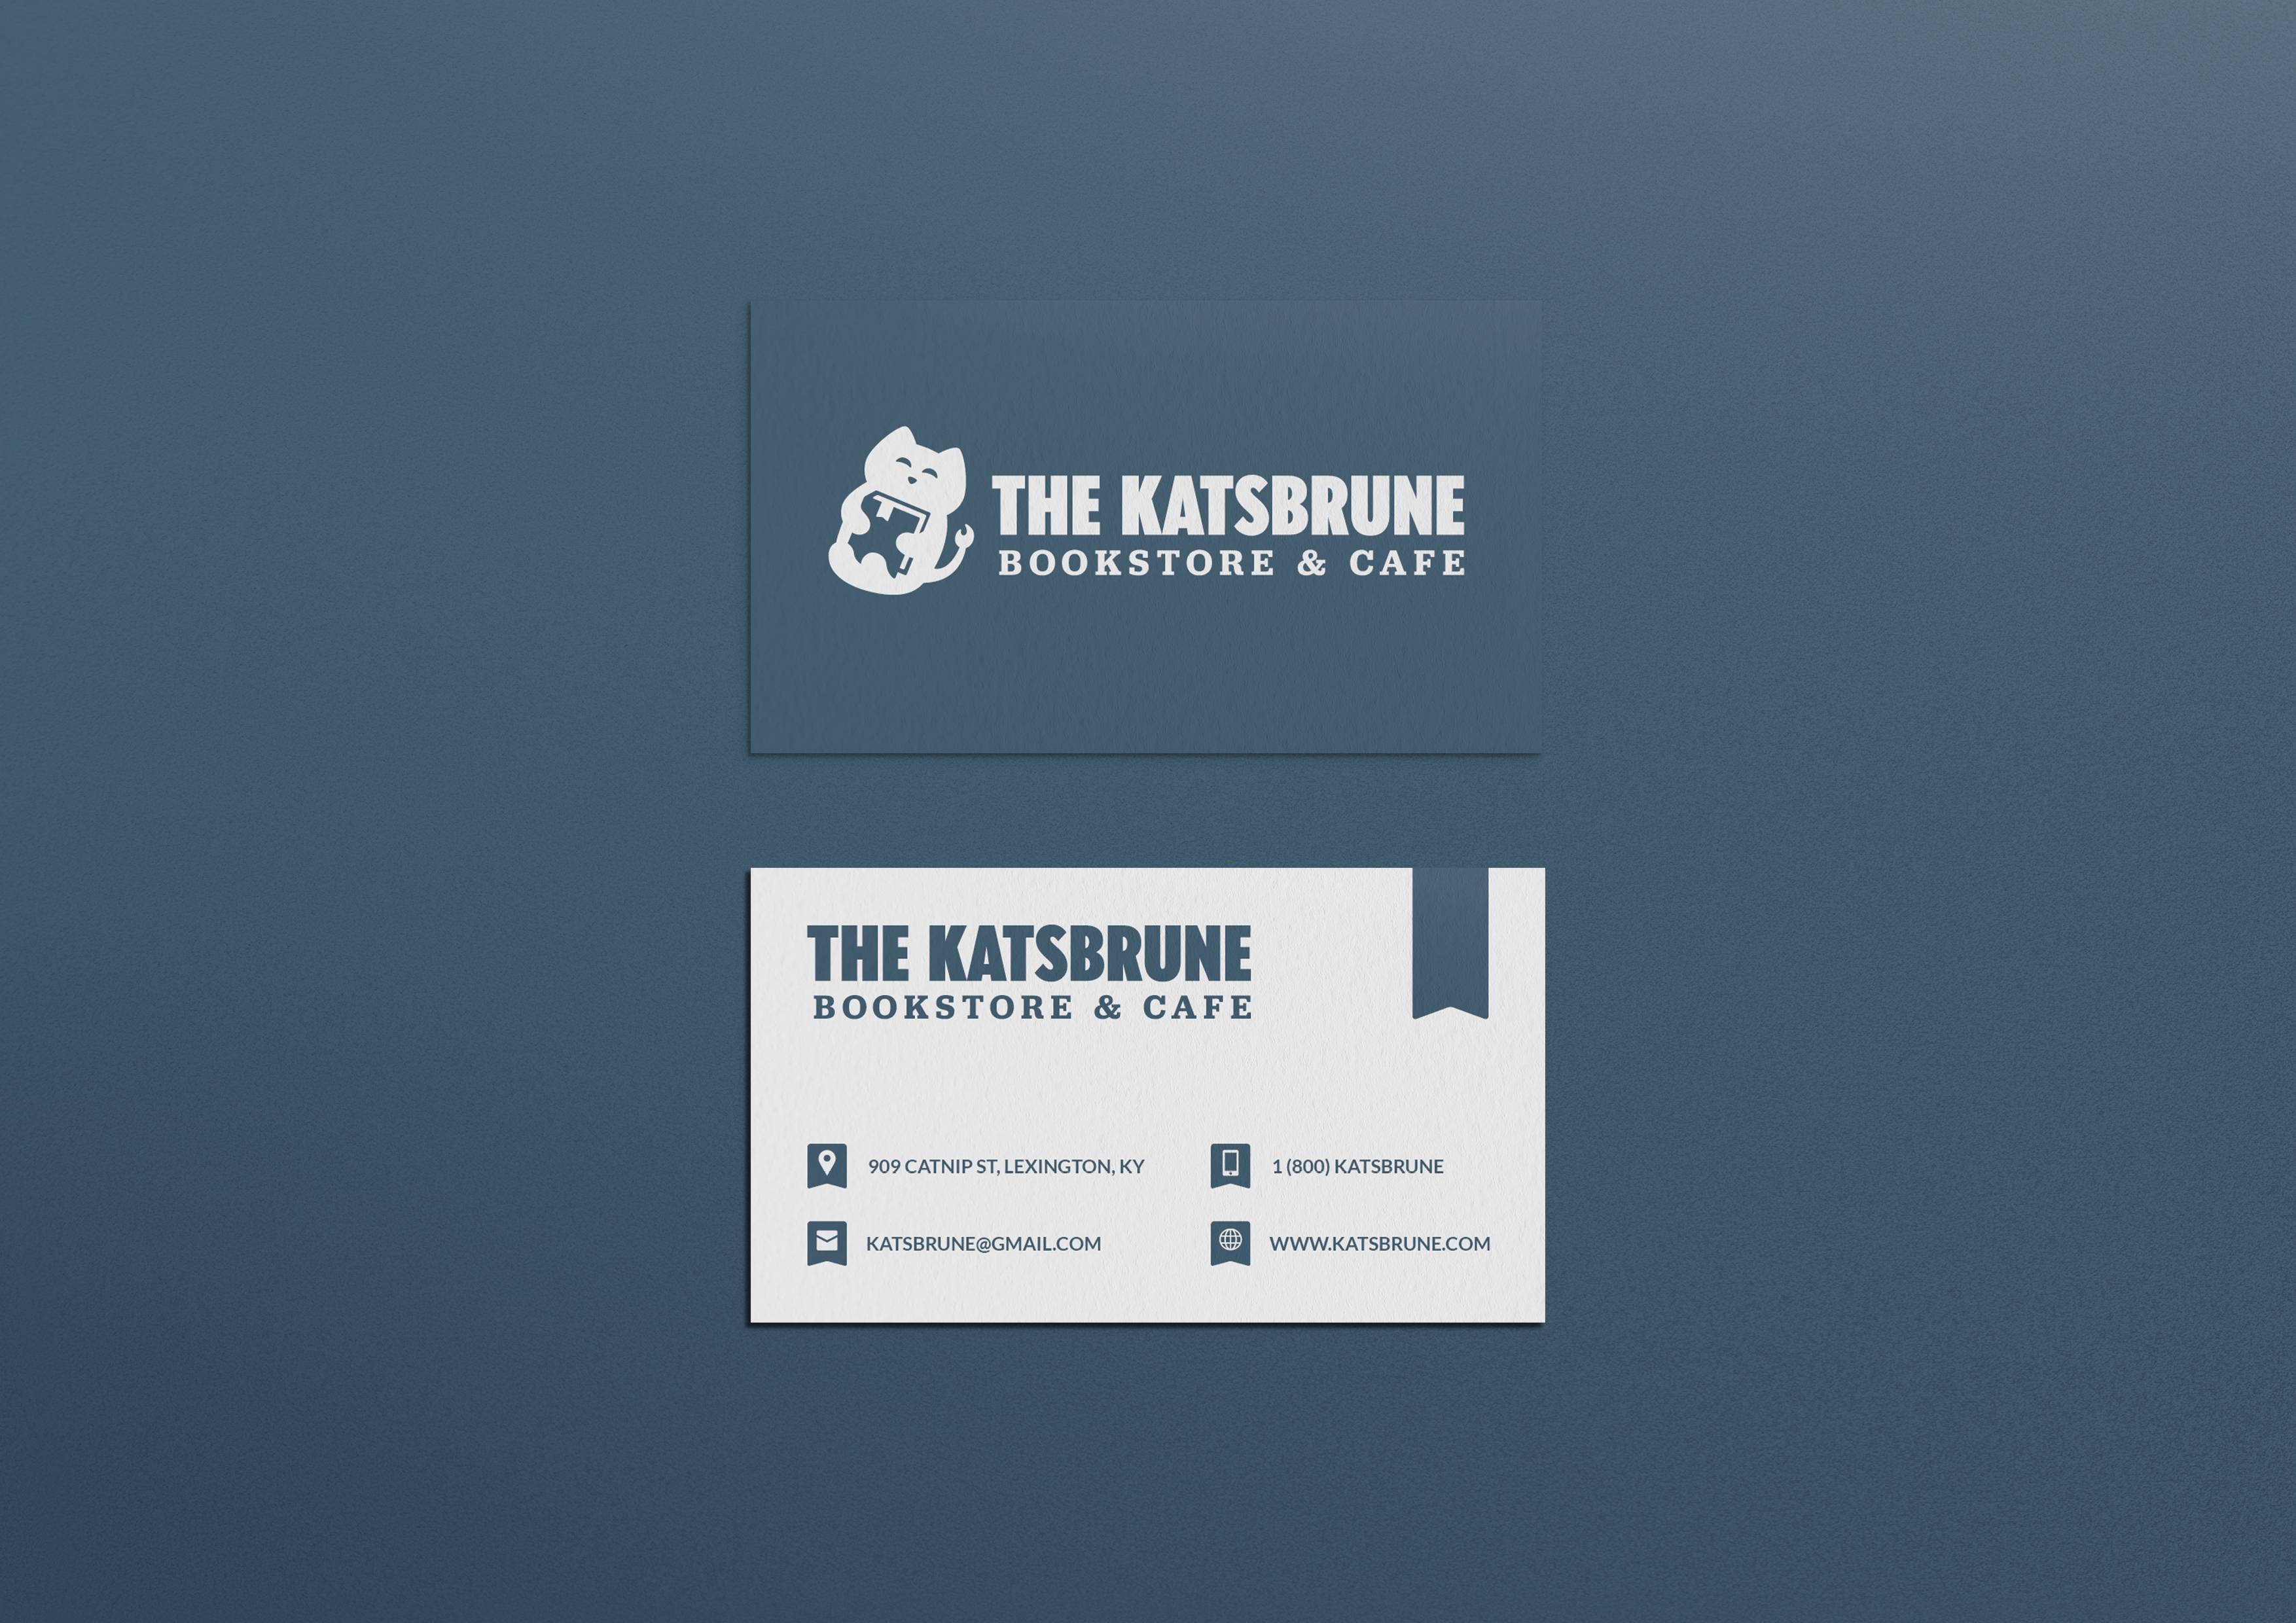 THE KATSBRUNE
BOOKSTORE & CAFE
THE KATSBRUNE
BOOKSTORE & CAFE
909 CATNIP ST, LEXINGTON, KY
1 (800) KATSBRUNE
KATSBRUNE@GMAIL.COM
WWW.KATSBRUNE.COM